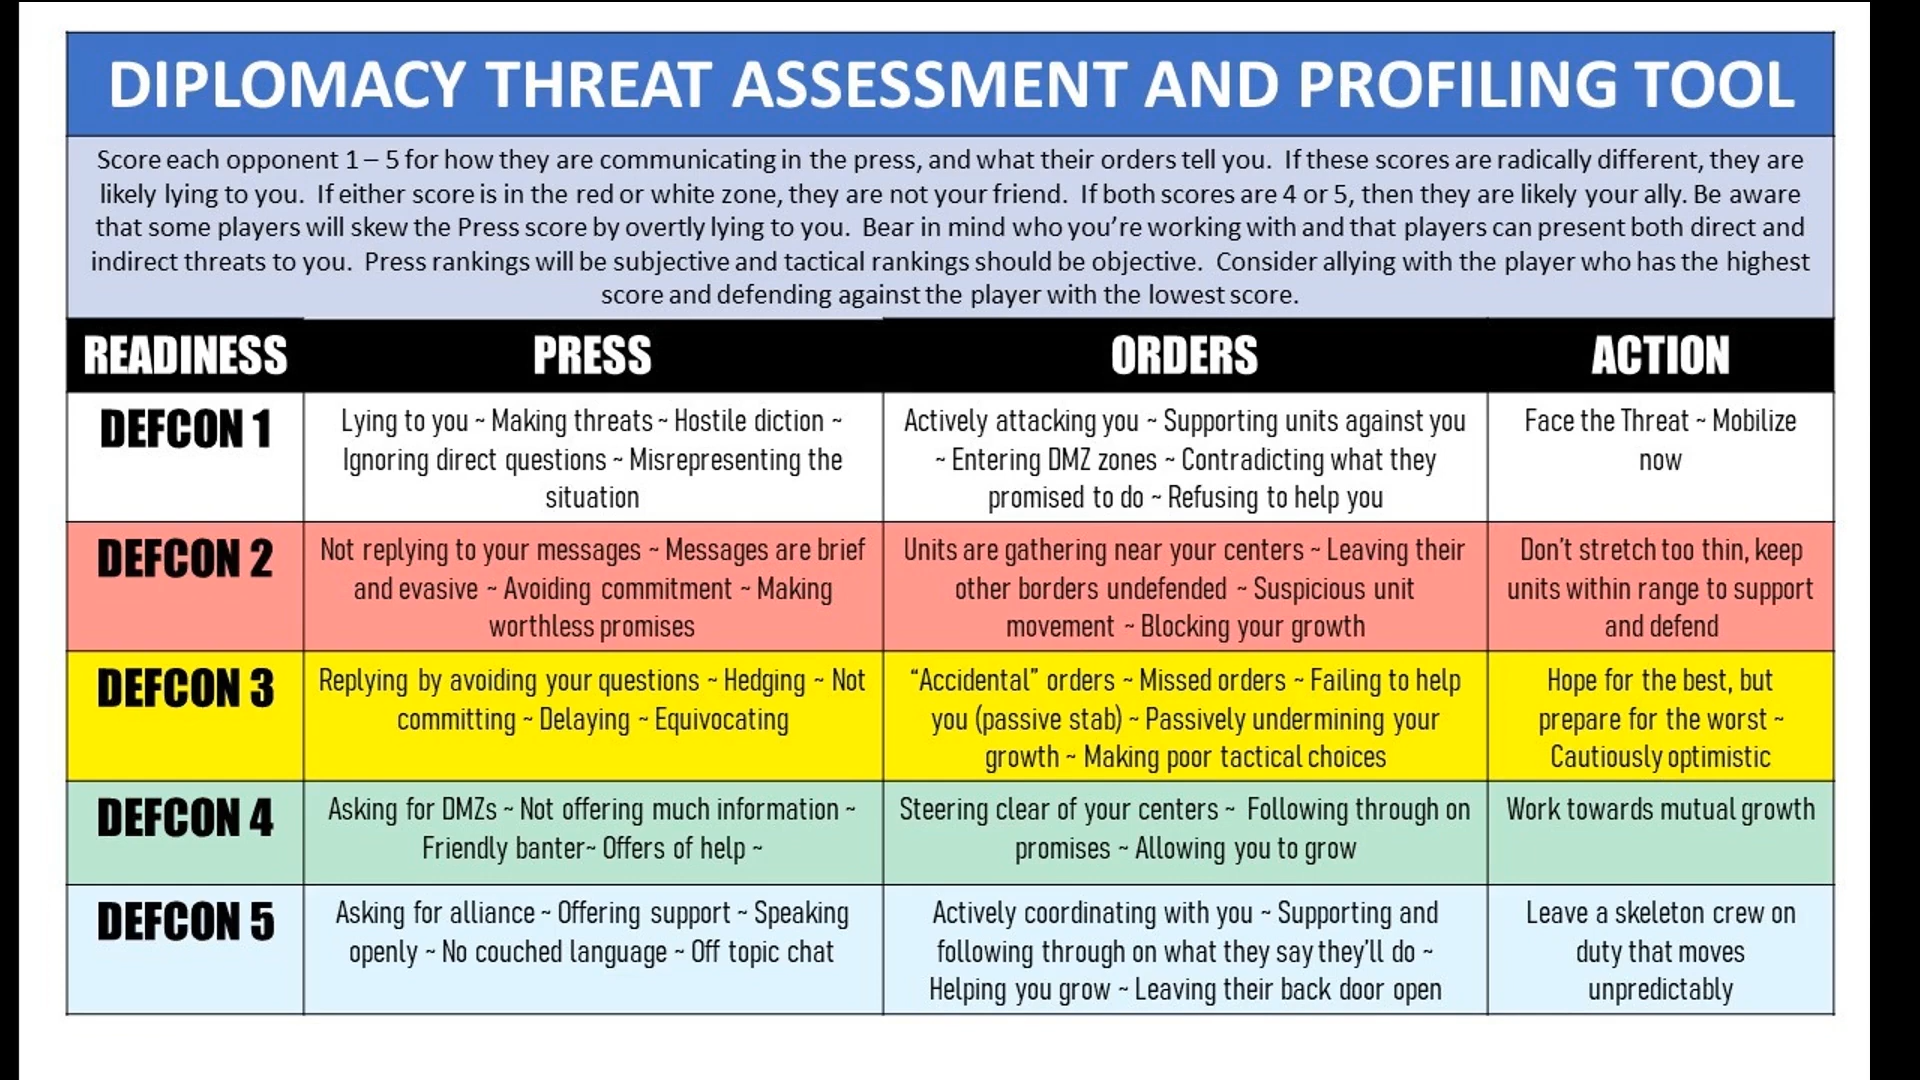 DIPLOMACY THREAT ASSESSMENT AND PROFILING TOOL
Score each opponent 1 – 5 for how they are communicating in the press, and what their orders tell you. If these scores are radically different, they are
likely lying to you. If either score is in the red or white zone, they are not your friend. If both scores are 4 or 5, then they are likely your ally. Be aware
that some players will skew the Press score by overtly lying to you. Bear in mind who you're working with and that players can present both direct and
indirect threats to you. Press rankings will be subjective and tactical rankings should be objective. Consider allying with the player who has the highest
score and defending against the player with the lowest score.
READINESS PRESS ORDERS ACTION
DEFCON 1
Lying to you ~ Making threats ~ Hostile diction ~
Ignoring direct questions ~ Misrepresenting the
situation
Actively attacking you ~ Supporting units against you
~ Entering DMZ zones ~ Contradicting what they
promised to do ~ Refusing to help you
Face the Threat ~ Mobilize
now
DEFCON 2
Not replying to your messages ~ Messages are brief
and evasive ~ Avoiding commitment ~ Making
worthless promises
Units are gathering near your centers ~ Leaving their
other borders undefended ~ Suspicious unit
movement ~ Blocking your growth
Don't stretch too thin, keep
units within range to support
and defend
DEFCON 3
Replying by avoiding your questions ~ Hedging ~ Not
committing ~ Delaying ~ Equivocating
“Accidental” orders ~ Missed orders ~ Failing to help
you (passive stab) ~ Passively undermining your
growth ~ Making poor tactical choices
Hope for the best, but
prepare for the worst ~
Cautiously optimistic
DEFCON 4
Asking for DMZs ~ Not offering much information ~
Friendly banter~ Offers of help ~
Steering clear of your centers ~ Following through on
promises ~ Allowing you to grow
Work towards mutual growth
DEFCON 5
Asking for alliance ~ Offering support ~ Speaking
openly ~ No couched language ~ Off topic chat
Actively coordinating with you ~ Supporting and
following through on what they say they'll do ~
Helping you grow ~ Leaving their back door open
Leave a skeleton crew on
duty that moves
unpredictably